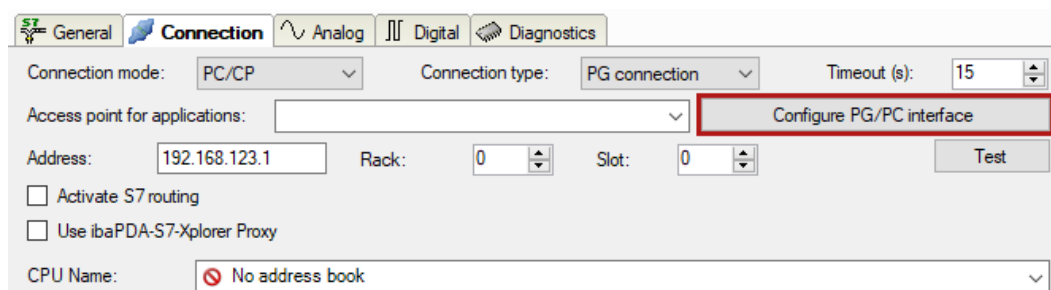 S7 General Connection Analog Digital Diagnostics
Connection mode: PC/CP Connection type: PG connection Timeout (s): 15
Access point for applications: Configure PG/PC interface
Address: 192.168.123.1 Rack: 0 Slot: 0 Test
Activate S7 routing
Use ibaPDA-S7-Xplorer Proxy
CPU Name: No address book